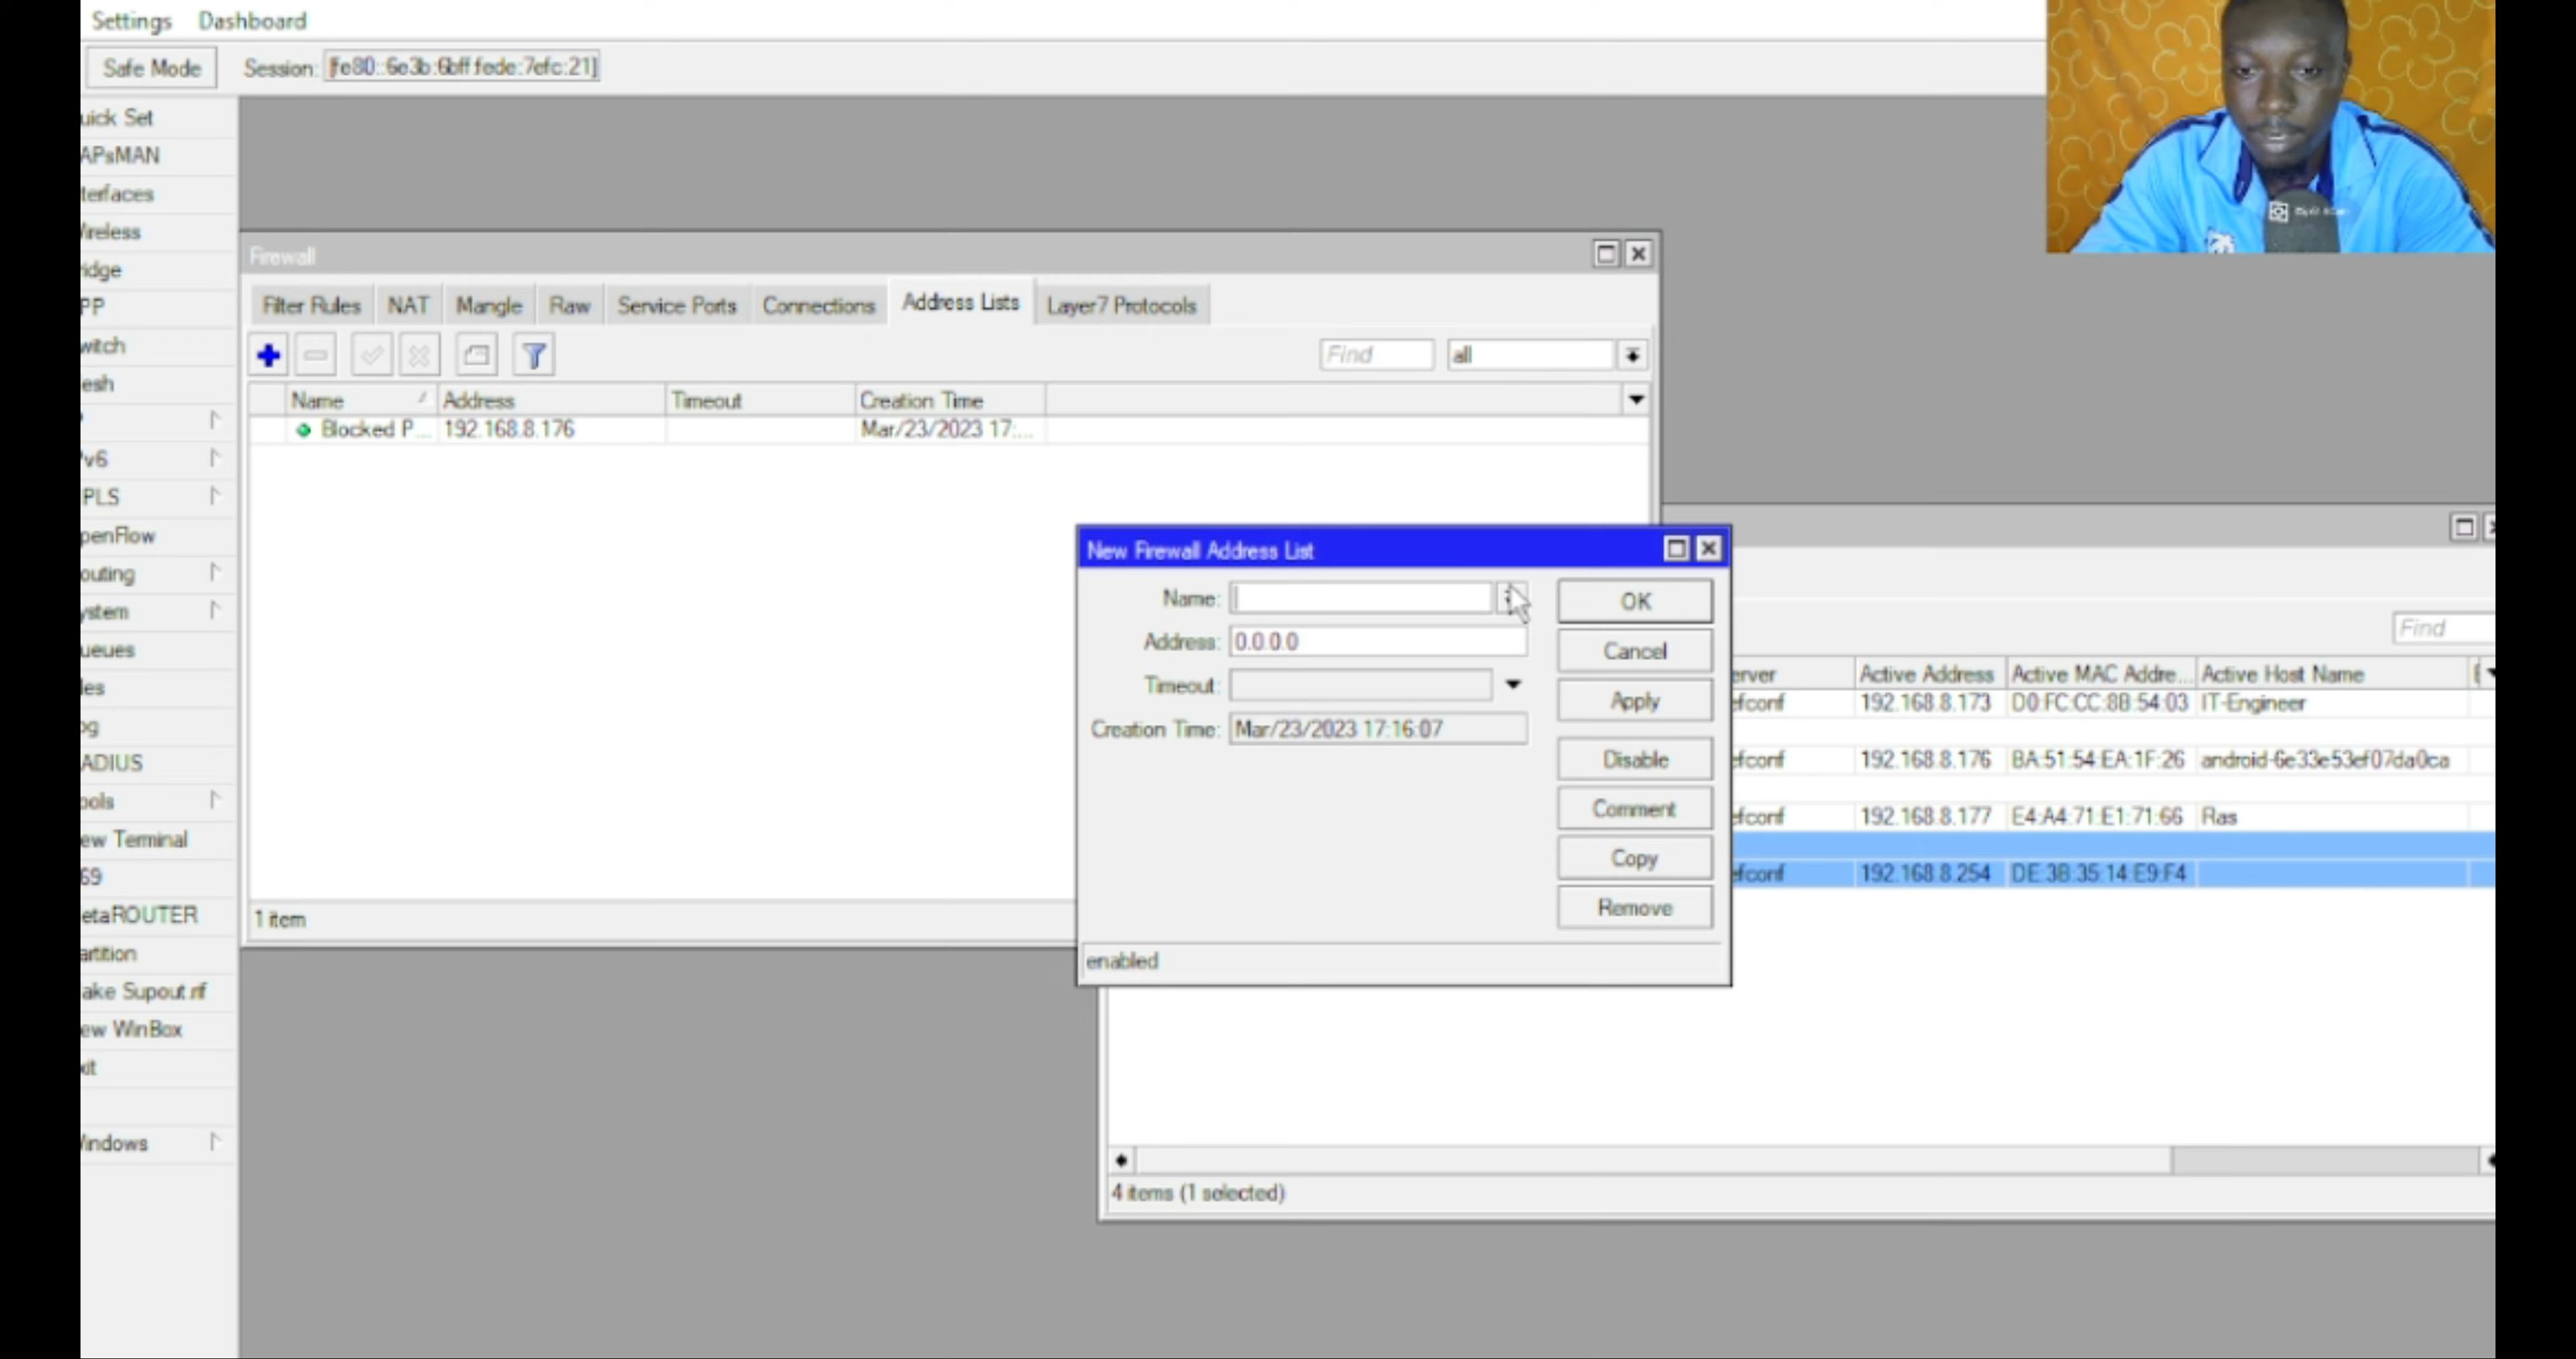 Settings Dashboard
Safe Mode Session: fe80::6e3b:6bff:fede:7efc:21]
uick Set
APsMAN
terfaces
ireless
idge
PP
witch
esh
v6
PLS
penFlow
outing
ystem
ueues
les
og
ADIUS
ools
ew Terminal
69
etaROUTER
artition
ake Supout.rif
ew WinBox
xit
indows
Firewall
Filter Rules NAT Mangle Raw Service Ports Connections Address Lists Layer7 Protocols
Find all
Name Address Timeout Creation Time
Blocked P... 192.168.8.176 Mar/23/2023 17:...
1 item
New Firewall Address List
Name: OK
Address: 0.0.0.0 Cancel
Timeout: Apply
Creation Time: Mar/23/2023 17:16:07
Disable
Comment
Copy
Remove
enabled
Find
erver Active Address Active MAC Addre... Active Host Name
efconf 192.168.8.173 D0:FC:CC:8B:54:03 IT-Engineer
efconf 192.168.8.176 BA:51:54:EA:1F:26 android-6e33e53ef07da0ca
efconf 192.168.8.177 E4:A4:71:E1:71:66 Ras
efconf 192.168.8.254 DE:3B:35:14:E9:F4
4 items (1 selected)